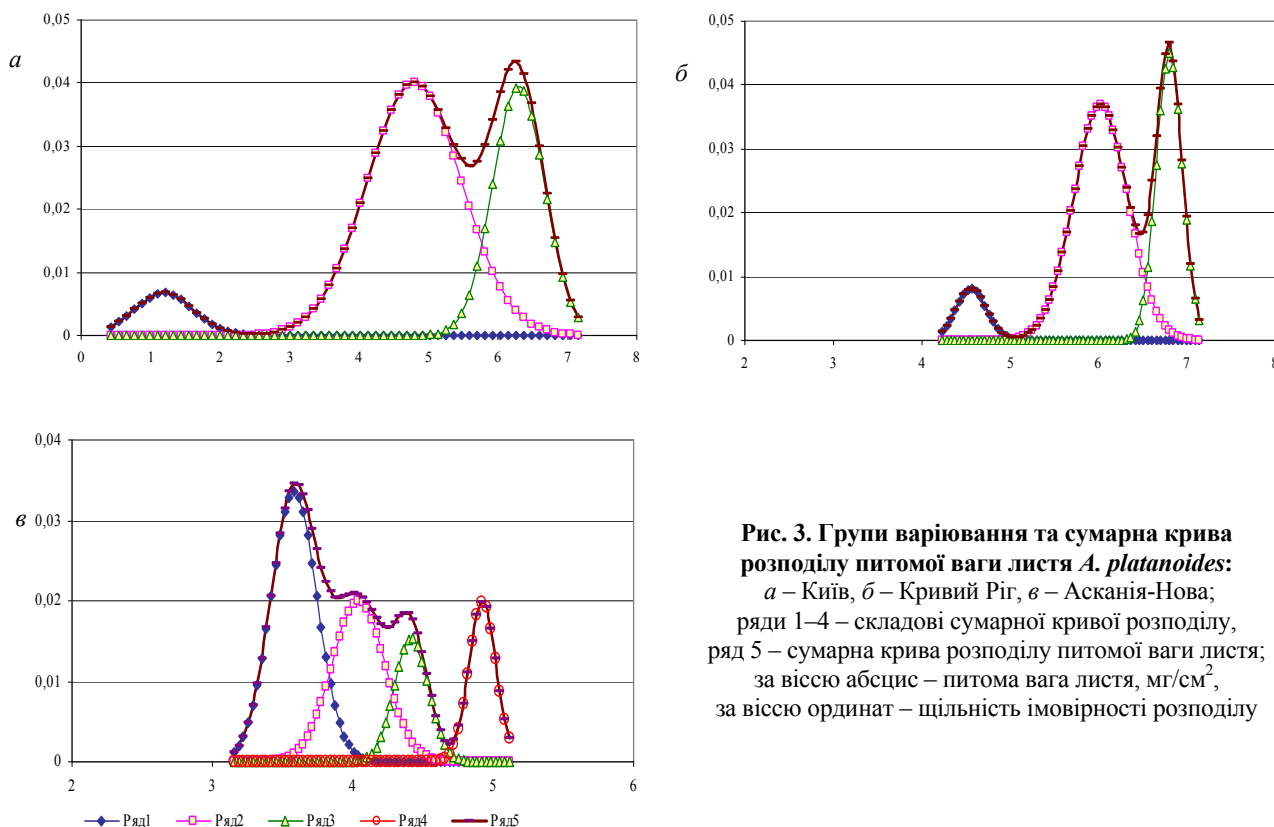 а
0,05
0,04
0,03
0,02
0,01
0
0 1 2 3 4 5 6 7 8
б
0,05
0,04
0,03
0,02
0,01
0
4 5 6 7 8
в
0,04
0,03
0,02
0,01
0
2 3 4 5 6
Ряд1 Ряд2 Ряд3 Ряд4 Ряд5
Рис. 3. Групи варіювання та сумарна крива
розподілу питомої ваги листя A. platanoides:
а – Київ, б – Кривий Ріг, в – Асканія-Нова;
ряди 1–4 – складові сумарної кривої розподілу,
ряд 5 – сумарна крива розподілу питомої ваги листя;
за віссю абсцис – питома вага листя, мг/см²,
за віссю ординат – щільність імовірності розподілу